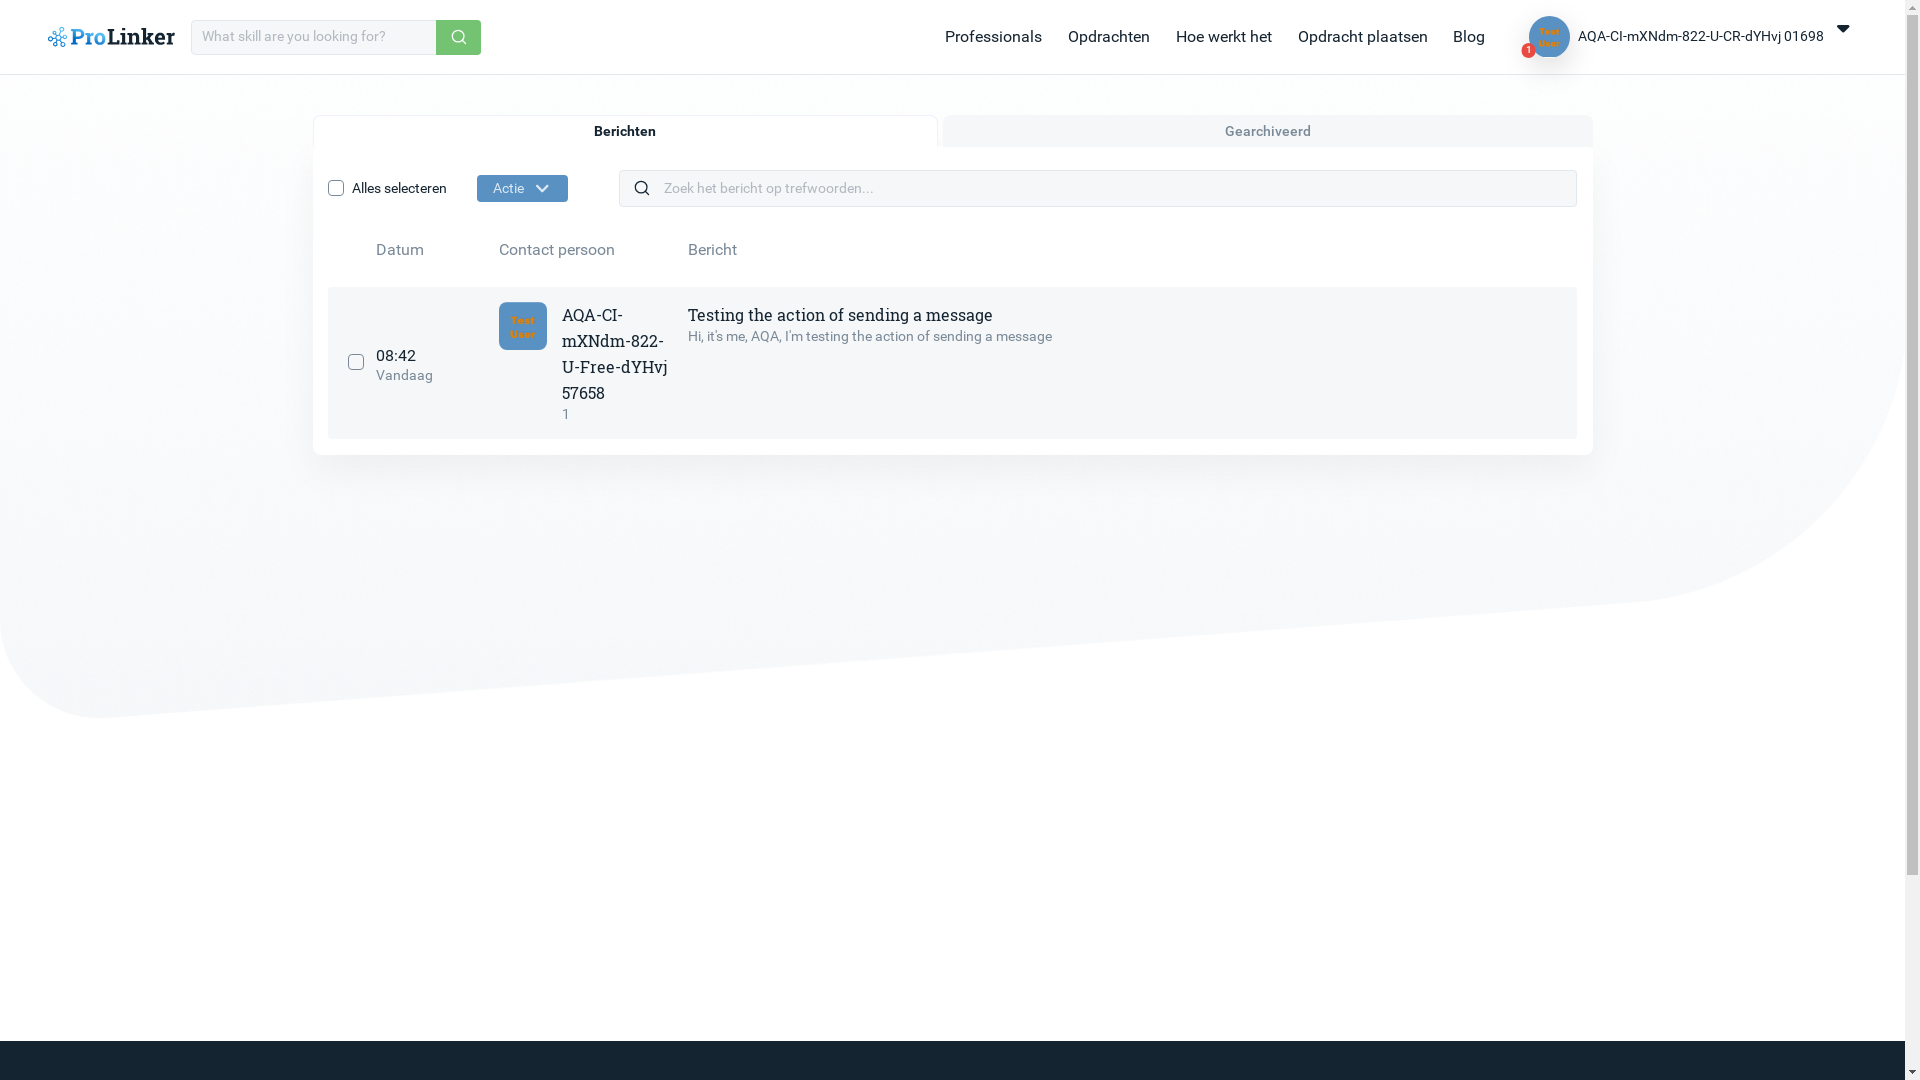 ProLinker
What skill are you looking for?
Professionals
Opdrachten
Hoe werkt het
Opdracht plaatsen
Blog
Test
User
1
AQA-CI-mXNdm-822-U-CR-dYHvj 01698
Berichten
Gearchiveerd
Alles selecteren
Actie
Zoek het bericht op trefwoorden...
Datum
Contact persoon
Bericht
08:42
Vandaag
Test
User
AQA-CI-
mXNdm-822-
U-Free-dYHvj
57658
1
Testing the action of sending a message
Hi, it's me, AQA, I'm testing the action of sending a message